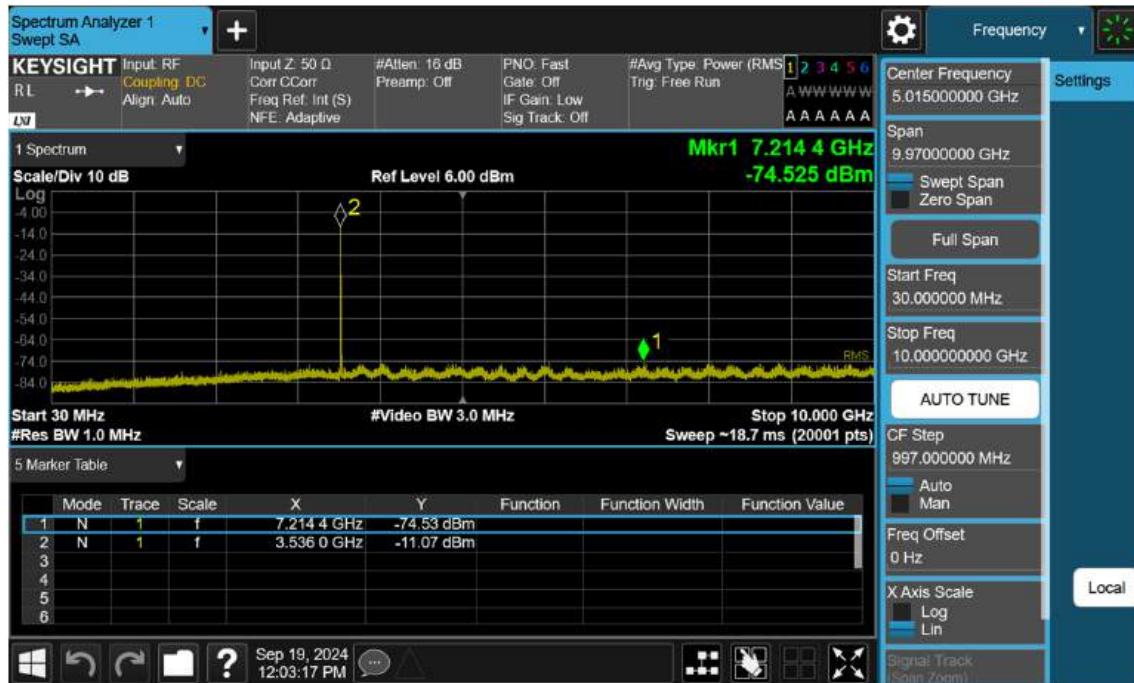 Spectrum Analyzer 1
Swept SA
Frequency
KEYSIGHT
RL
LXI
Input: RF
Coupling: DC
Align: Auto
Input Z: 50 Ω
Corr CCorr
Freq Ref: Int (S)
NFE: Adaptive
#Atten: 16 dB
Preamp: Off
PNO: Fast
Gate: Off
IF Gain: Low
Sig Track: Off
#Avg Type: Power (RMS
Trig: Free Run
1 2 3 4 5 6
A W W W W W
A A A A A A
Center Frequency
5.015000000 GHz
Settings
Span
9.97000000 GHz
Swept Span
Zero Span
Full Span
Start Freq
30.000000 MHz
Stop Freq
10.000000000 GHz
AUTO TUNE
CF Step
997.000000 MHz
Auto
Man
Freq Offset
0 Hz
X Axis Scale
Log
Lin
Signal Track
(Span Zoom)
Local
1 Spectrum
Mkr1 7.214 4 GHz
Scale/Div 10 dB
Ref Level 6.00 dBm
-74.525 dBm
Log
-4.00
-14.0
-24.0
-34.0
-44.0
-54.0
-64.0
-74.0
-84.0
2
1
RMS
Start 30 MHz
#Video BW 3.0 MHz
Stop 10.000 GHz
#Res BW 1.0 MHz
Sweep ~18.7 ms (20001 pts)
5 Marker Table
Mode Trace Scale X Y Function Function Width Function Value
1 N 1 f 7.214 4 GHz -74.53 dBm
2 N 1 f 3.536 0 GHz -11.07 dBm
3
4
5
6
Sep 19, 2024
12:03:17 PM